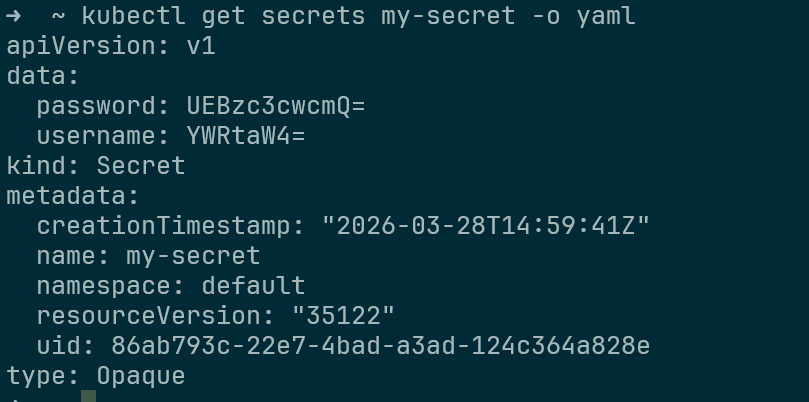 ➜  ~ kubectl get secrets my-secret -o yaml
apiVersion: v1
data:
  password: UEBzc3cwcmQ=
  username: YWRtaW4=
kind: Secret
metadata:
  creationTimestamp: "2026-03-28T14:59:41Z"
  name: my-secret
  namespace: default
  resourceVersion: "35122"
  uid: 86ab793c-22e7-4bad-a3ad-124c364a828e
type: Opaque